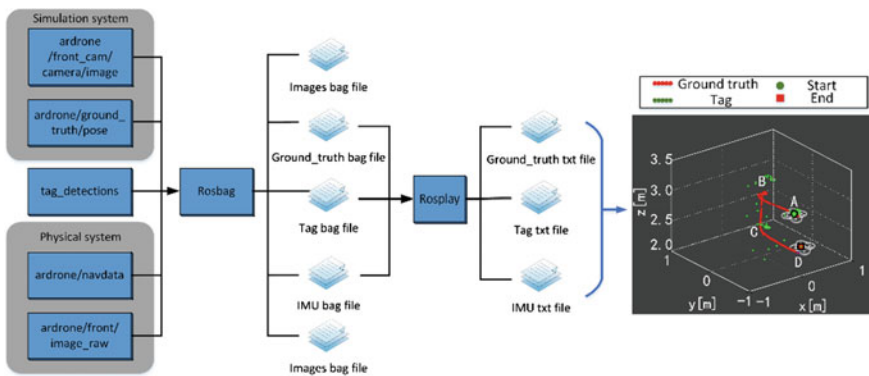 Simulation system
ardrone
/front_cam/
camera/image
ardrone/ground_
truth/pose
tag_detections
Physical system
ardrone/navdata
ardrone/front/
image_raw
Rosbag
Images bag file
Ground_truth bag file
Tag bag file
IMU bag file
Images bag file
Rosplay
Ground_truth txt file
Tag txt file
IMU txt file
Ground truth
Start
Tag
End
3.5
3.0
2.5
2.0
z[m]
B
A
C
D
1
0
-1
y[m]
-1
0
1
x[m]